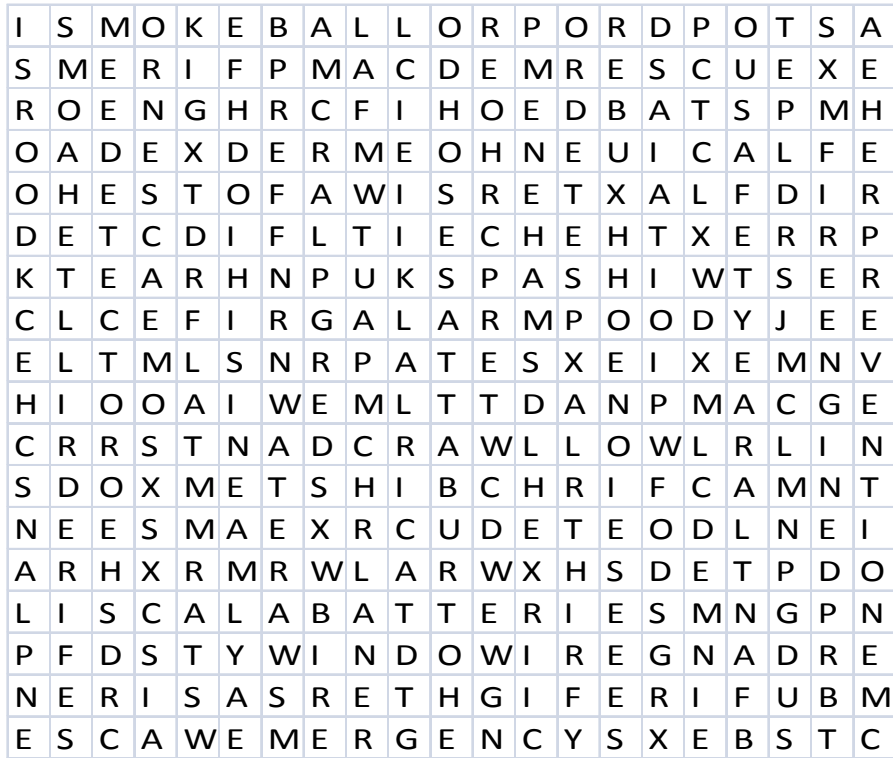 I S M O K E B A L L O R P O R D P O T S A
S M E R I F P M A C D E M R E S C U E X E
R O E N G H R C F I H O E D B A T S P M H
O A D E X D E R M E O H N E U I C A L F E
O H E S T O F A W I S R E T X A L F D I R
D E T C D I F L T I E C H E H T X E R R P
K T E A R H N P U K S P A S H I W T S E R
C L C E F I R G A L A R M P O O D Y J E E
E L T M L S N R P A T E S X E I X E M N V
H I O O A I W E M L T T D A N P M A C G E
C R R S T N A D C R A W L L O W L R L I N
S D O X M E T S H I B C H R I F C A M N T
N E E S M A E X R C U D E T E O D L N E I
A R H X R M R W L A R W X H S D E T P D O
L I S C A L A B A T T E R I E S M N G P N
P F D S T Y W I N D O W I R E G N A D R E
N E R I S A S R E T H G I F E R I F U B M
E S C A W E M E R G E N C Y S X E B S T C